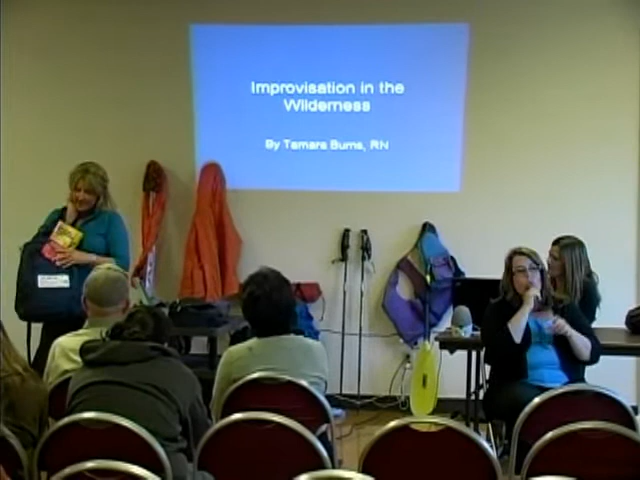 Improvisation in the
Wilderness
By Tamara Burns, RN